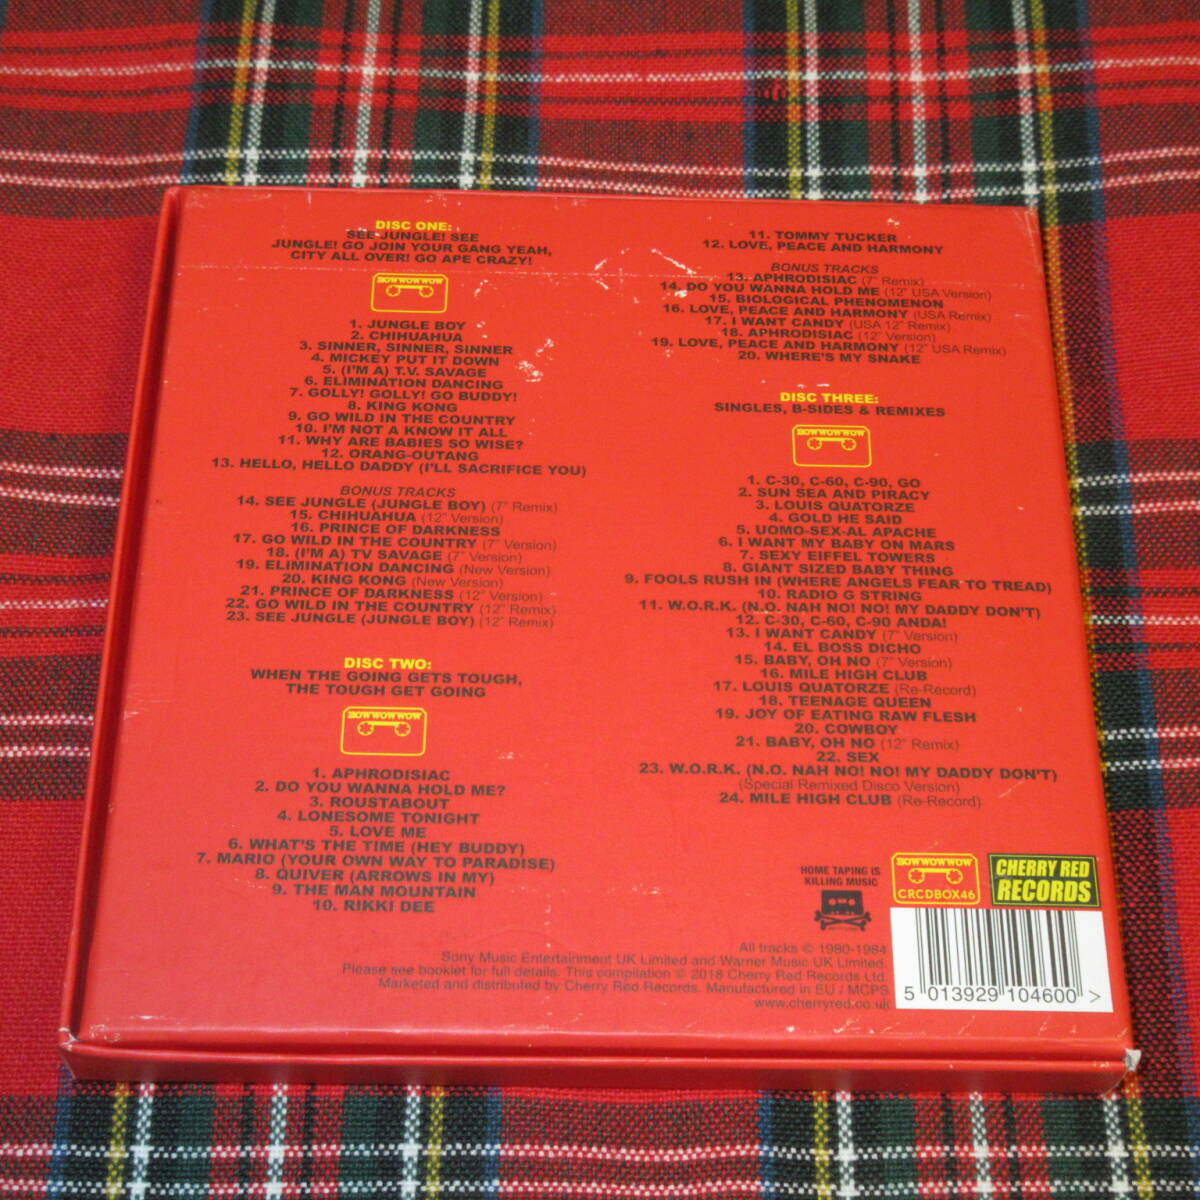 DISC ONE:
SEE JUNGLE! SEE
JUNGLE! GO JOIN YOUR GANG YEAH,
CITY ALL OVER! GO APE CRAZY!
BOWWOWWOW
1. JUNGLE BOY
2. CHIHUAHUA
3. SINNER, SINNER, SINNER
4. MICKEY PUT IT DOWN
5. (I'M A) T.V. SAVAGE
6. ELIMINATION DANCING
7. GOLLY! GOLLY! GO BUDDY!
8. KING KONG
9. GO WILD IN THE COUNTRY
10. I'M NOT A KNOW IT ALL
11. WHY ARE BABIES SO WISE?
12. ORANG-OUTANG
13. HELLO, HELLO DADDY (I'LL SACRIFICE YOU)
BONUS TRACKS
14. SEE JUNGLE (JUNGLE BOY) (7" Remix)
15. CHIHUAHUA (12" Version)
16. PRINCE OF DARKNESS
17. GO WILD IN THE COUNTRY (7" Version)
18. (I'M A) TV SAVAGE (7" Version)
19. ELIMINATION DANCING (New Version)
20. KING KONG (New Version)
21. PRINCE OF DARKNESS (12" Version)
22. GO WILD IN THE COUNTRY (12" Remix)
23. SEE JUNGLE (JUNGLE BOY) (12" Remix)
DISC TWO:
WHEN THE GOING GETS TOUGH,
THE TOUGH GET GOING
BOWWOWWOW
1. APHRODISIAC
2. DO YOU WANNA HOLD ME?
3. ROUSTABOUT
4. LONESOME TONIGHT
5. LOVE ME
6. WHAT'S THE TIME (HEY BUDDY)
7. MARIO (YOUR OWN WAY TO PARADISE)
8. QUIVER (ARROWS IN MY)
9. THE MAN MOUNTAIN
10. RIKKI DEE
11. TOMMY TUCKER
12. LOVE, PEACE AND HARMONY
BONUS TRACKS
13. APHRODISIAC (7" Remix)
14. DO YOU WANNA HOLD ME (12" USA Version)
15. BIOLOGICAL PHENOMENON
16. LOVE, PEACE AND HARMONY (USA Remix)
17. I WANT CANDY (USA 12" Remix)
18. APHRODISIAC (12" Version)
19. LOVE, PEACE AND HARMONY (12" USA Remix)
20. WHERE'S MY SNAKE
DISC THREE:
SINGLES, B-SIDES & REMIXES
BOWWOWWOW
1. C-30, C-60, C-90, GO
2. SUN SEA AND PIRACY
3. LOUIS QUATORZE
4. GOLD HE SAID
5. UOMO-SEX-AL APACHE
6. I WANT MY BABY ON MARS
7. SEXY EIFFEL TOWERS
8. GIANT SIZED BABY THING
9. FOOLS RUSH IN (WHERE ANGELS FEAR TO TREAD)
10. RADIO G STRING
11. W.O.R.K. (N.O. NAH NO! NO! MY DADDY DON'T)
12. C-30, C-60, C-90 ANDA!
13. I WANT CANDY (7" Version)
14. EL BOSS DICHO
15. BABY, OH NO (7" Version)
16. MILE HIGH CLUB
17. LOUIS QUATORZE (Re-Record)
18. TEENAGE QUEEN
19. JOY OF EATING RAW FLESH
20. COWBOY
21. BABY, OH NO (12" Remix)
22. SEX
23. W.O.R.K. (N.O. NAH NO! NO! MY DADDY DON'T)
(Special Remixed Disco Version)
24. MILE HIGH CLUB (Re-Record)
HOME TAPING IS
KILLING MUSIC
BOWWOWWOW
CRCDBOX46
CHERRY RED
RECORDS
All tracks © 1980-1984
Sony Music Entertainment UK Limited and Warner Music UK Limited.
Please see booklet for full details. This compilation © 2018 Cherry Red Records Ltd.
Marketed and distributed by Cherry Red Records. Manufactured in EU / MCPS
www.cherryred.co.uk
5 013929 104600 >